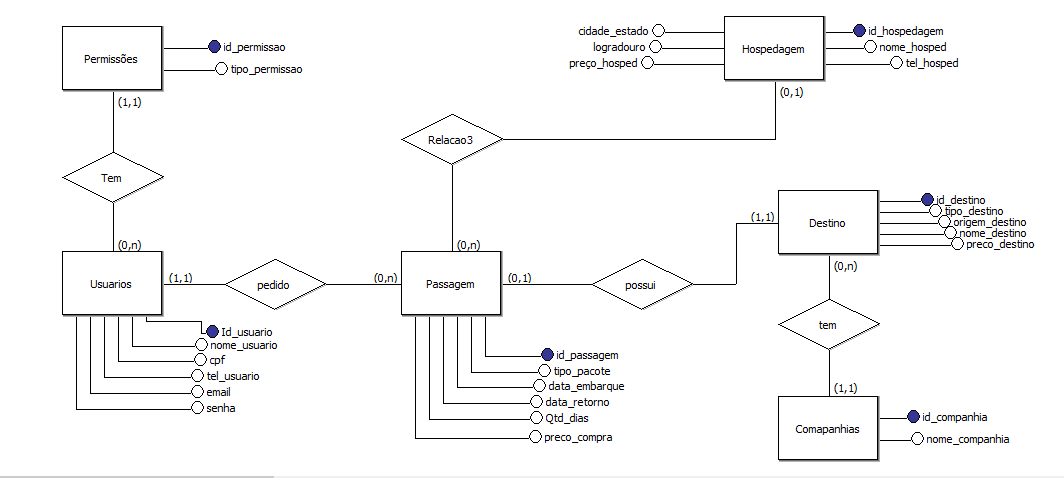 Permissões
id_permissao
tipo_permissao
(1,1)
Tem
(0,n)
Usuarios
(1,1)
pedido
(0,n)
Id_usuario
nome_usuario
cpf
tel_usuario
email
senha
cidade_estado
logradouro
preço_hosped
Hospedagem
id_hospedagem
nome_hosped
tel_hosped
(0,1)
Relacao3
(0,n)
Passagem
(0,1)
possui
(1,1)
id_passagem
tipo_pacote
data_embarque
data_retorno
Qtd_dias
preco_compra
Destino
id_destino
tipo_destino
origem_destino
nome_destino
preco_destino
(0,n)
tem
(1,1)
Comapanhias
id_companhia
nome_companhia